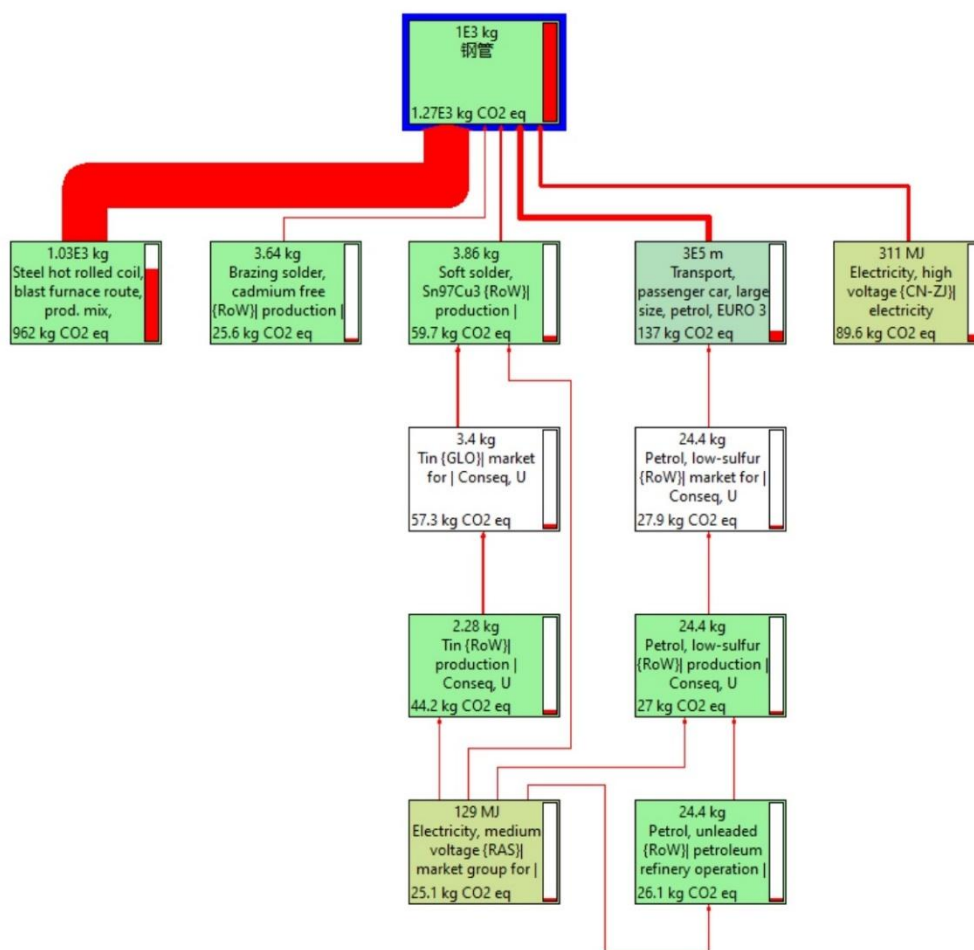 1E3 kg
钢管
1.27E3 kg CO2 eq
1.03E3 kg
Steel hot rolled coil,
blast furnace route,
prod. mix,
962 kg CO2 eq
3.64 kg
Brazing solder,
cadmium free
{RoW}| production |
25.6 kg CO2 eq
3.86 kg
Soft solder,
Sn97Cu3 {RoW}|
production |
59.7 kg CO2 eq
3E5 m
Transport,
passenger car, large
size, petrol, EURO 3
137 kg CO2 eq
311 MJ
Electricity, high
voltage {CN-ZJ}|
electricity
89.6 kg CO2 eq
3.4 kg
Tin {GLO}| market
for | Conseq, U
57.3 kg CO2 eq
24.4 kg
Petrol, low-sulfur
{RoW}| market for |
Conseq, U
27.9 kg CO2 eq
2.28 kg
Tin {RoW}|
production |
Conseq, U
44.2 kg CO2 eq
24.4 kg
Petrol, low-sulfur
{RoW}| production |
Conseq, U
27 kg CO2 eq
129 MJ
Electricity, medium
voltage {RAS}|
market group for |
25.1 kg CO2 eq
24.4 kg
Petrol, unleaded
{RoW}| petroleum
refinery operation |
26.1 kg CO2 eq